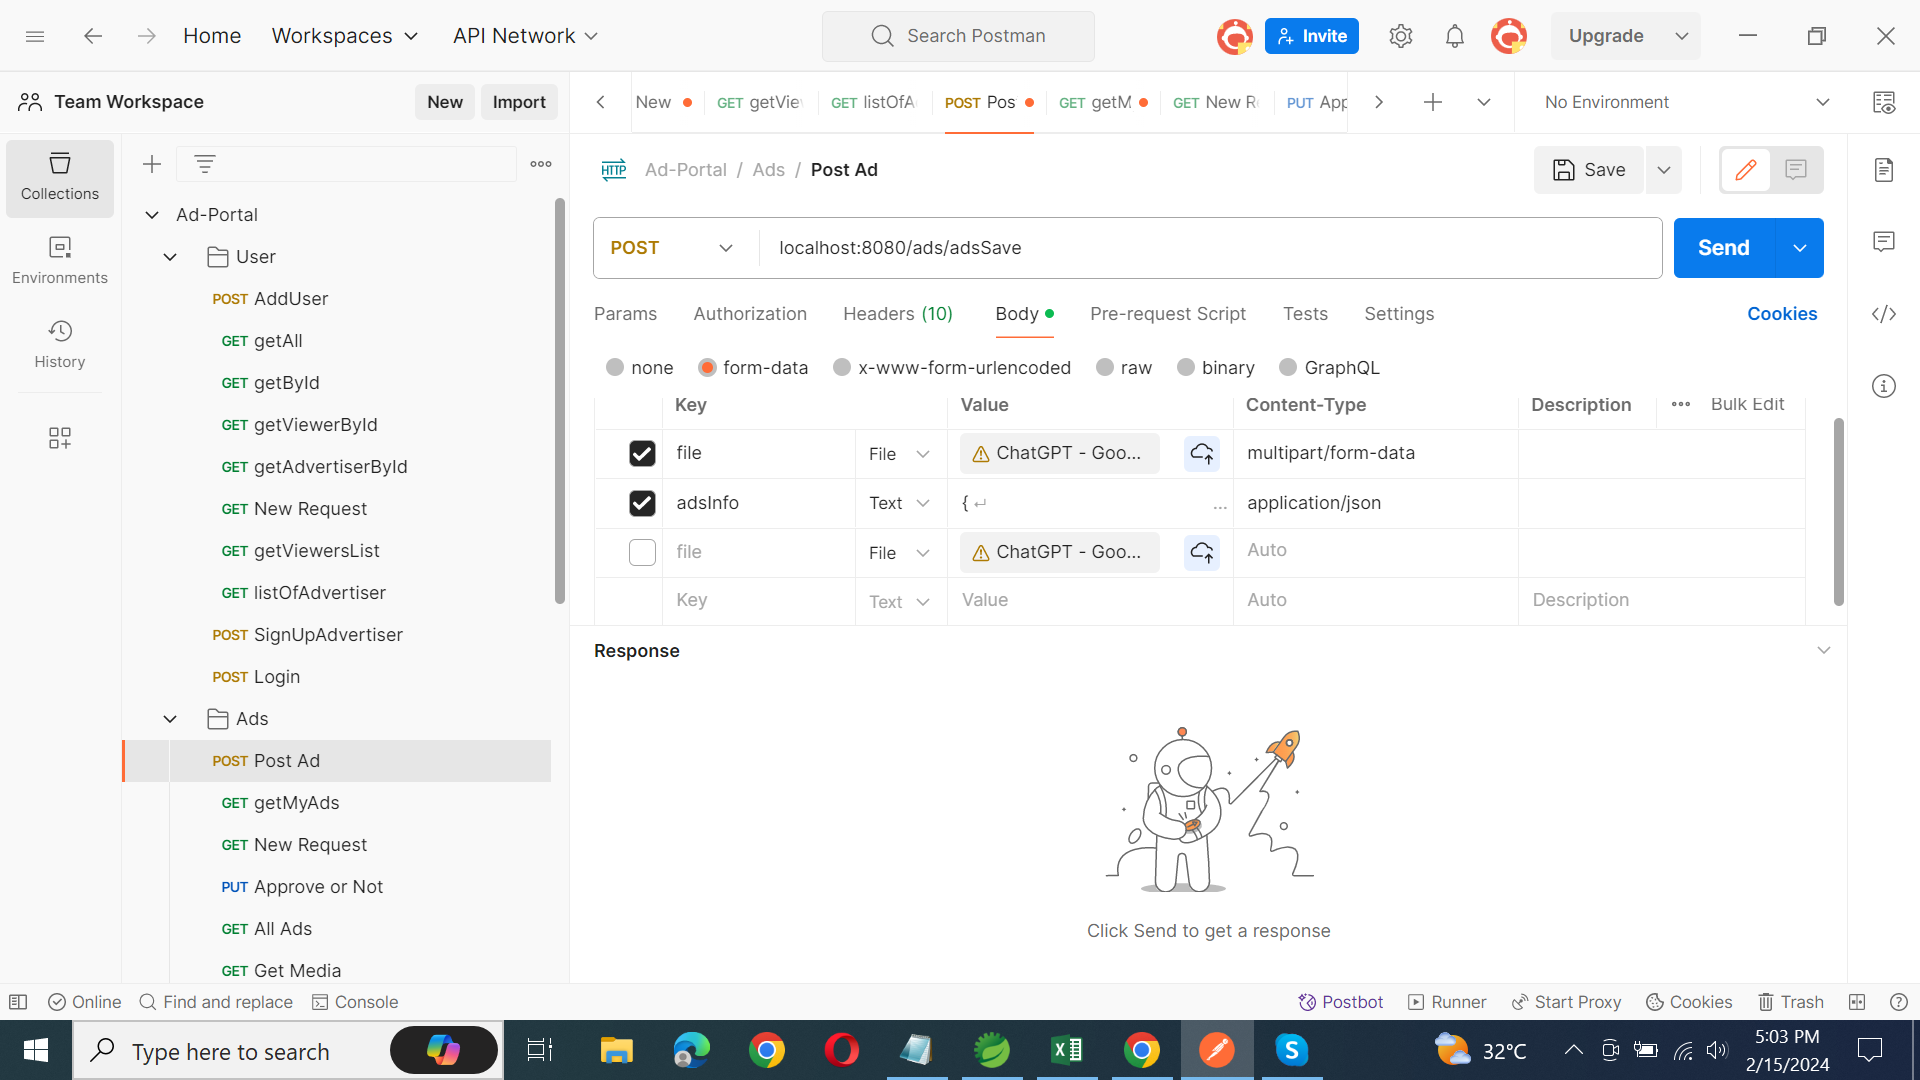 Home Workspaces API Network Search Postman Invite Upgrade
Team Workspace New Import
New GET getVie GET listOfA POST Pos GET getM GET New R PUT App No Environment
Collections
Environments
History
Ad-Portal
User
POST AddUser
GET getAll
GET getById
GET getViewerById
GET getAdvertiserById
GET New Request
GET getViewersList
GET listOfAdvertiser
POST SignUpAdvertiser
POST Login
Ads
POST Post Ad
GET getMyAds
GET New Request
PUT Approve or Not
GET All Ads
GET Get Media
HTTP Ad-Portal / Ads / Post Ad Save
POST localhost:8080/ads/adsSave Send
Params Authorization Headers (10) Body Pre-request Script Tests Settings Cookies
none form-data x-www-form-urlencoded raw binary GraphQL
Key Value Content-Type Description ••• Bulk Edit
file File ChatGPT - Goo... multipart/form-data
adsInfo Text { ↵ ... application/json
file File ChatGPT - Goo... Auto
Key Text Value Auto Description
Response
Click Send to get a response
Online Find and replace Console Postbot Runner Start Proxy Cookies Trash
Type here to search 32°C 5:03 PM
2/15/2024